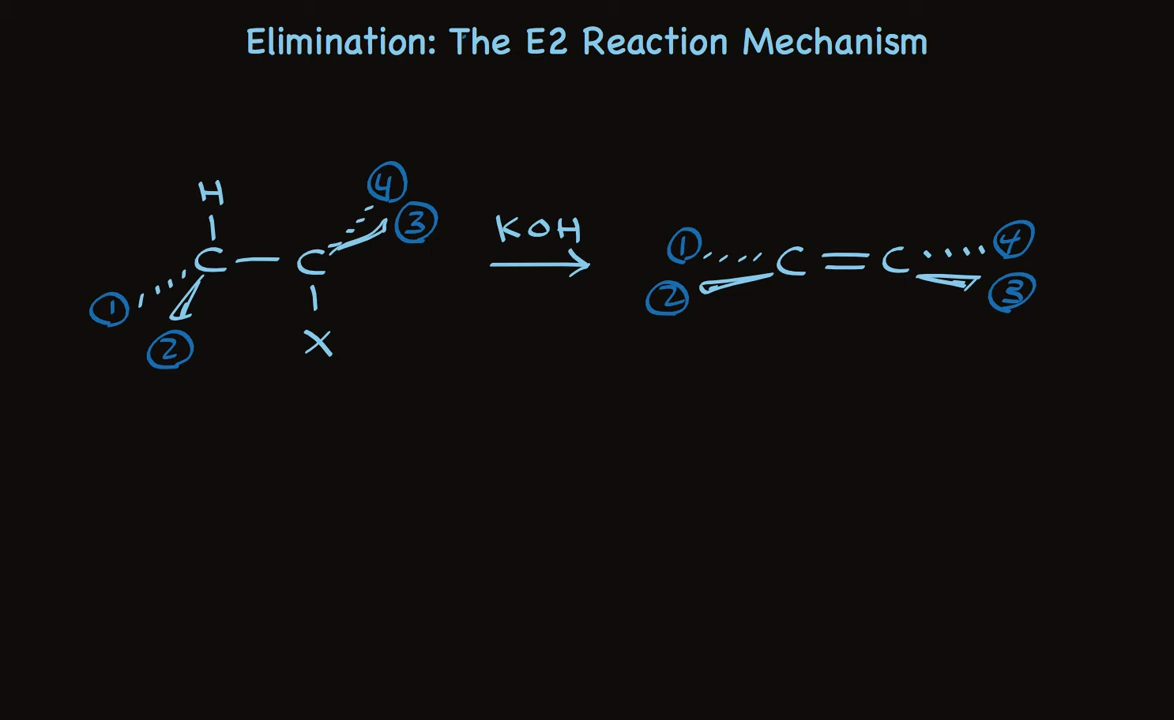 Elimination: The E2 Reaction Mechanism
H 4 3 KOH 1 4
C C C C
1 2 X 2 3